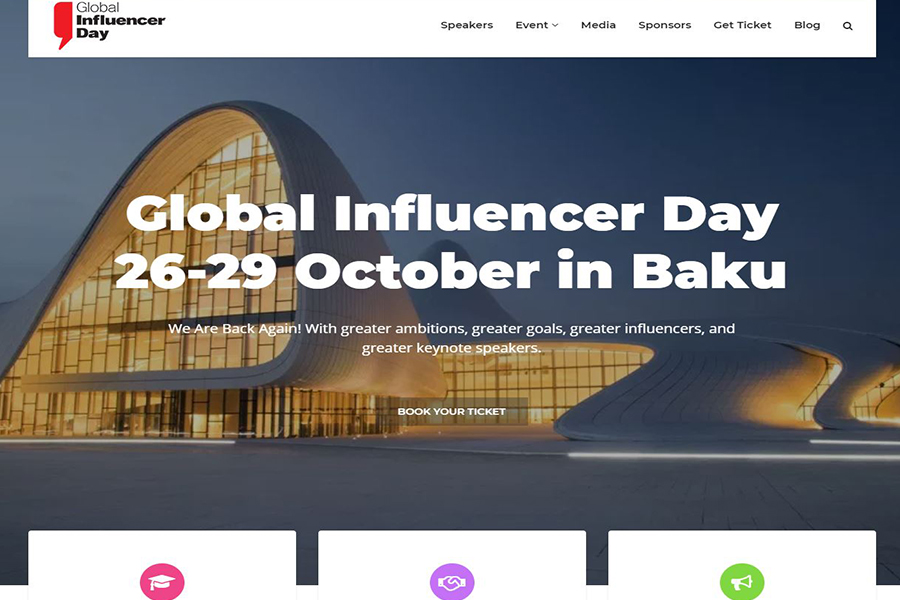 Global
Influencer
Day
Speakers Event Media Sponsors Get Ticket Blog
Global Influencer Day
26-29 October in Baku
We Are Back Again! With greater ambitions, greater goals, greater influencers, and
greater keynote speakers.
BOOK YOUR TICKET